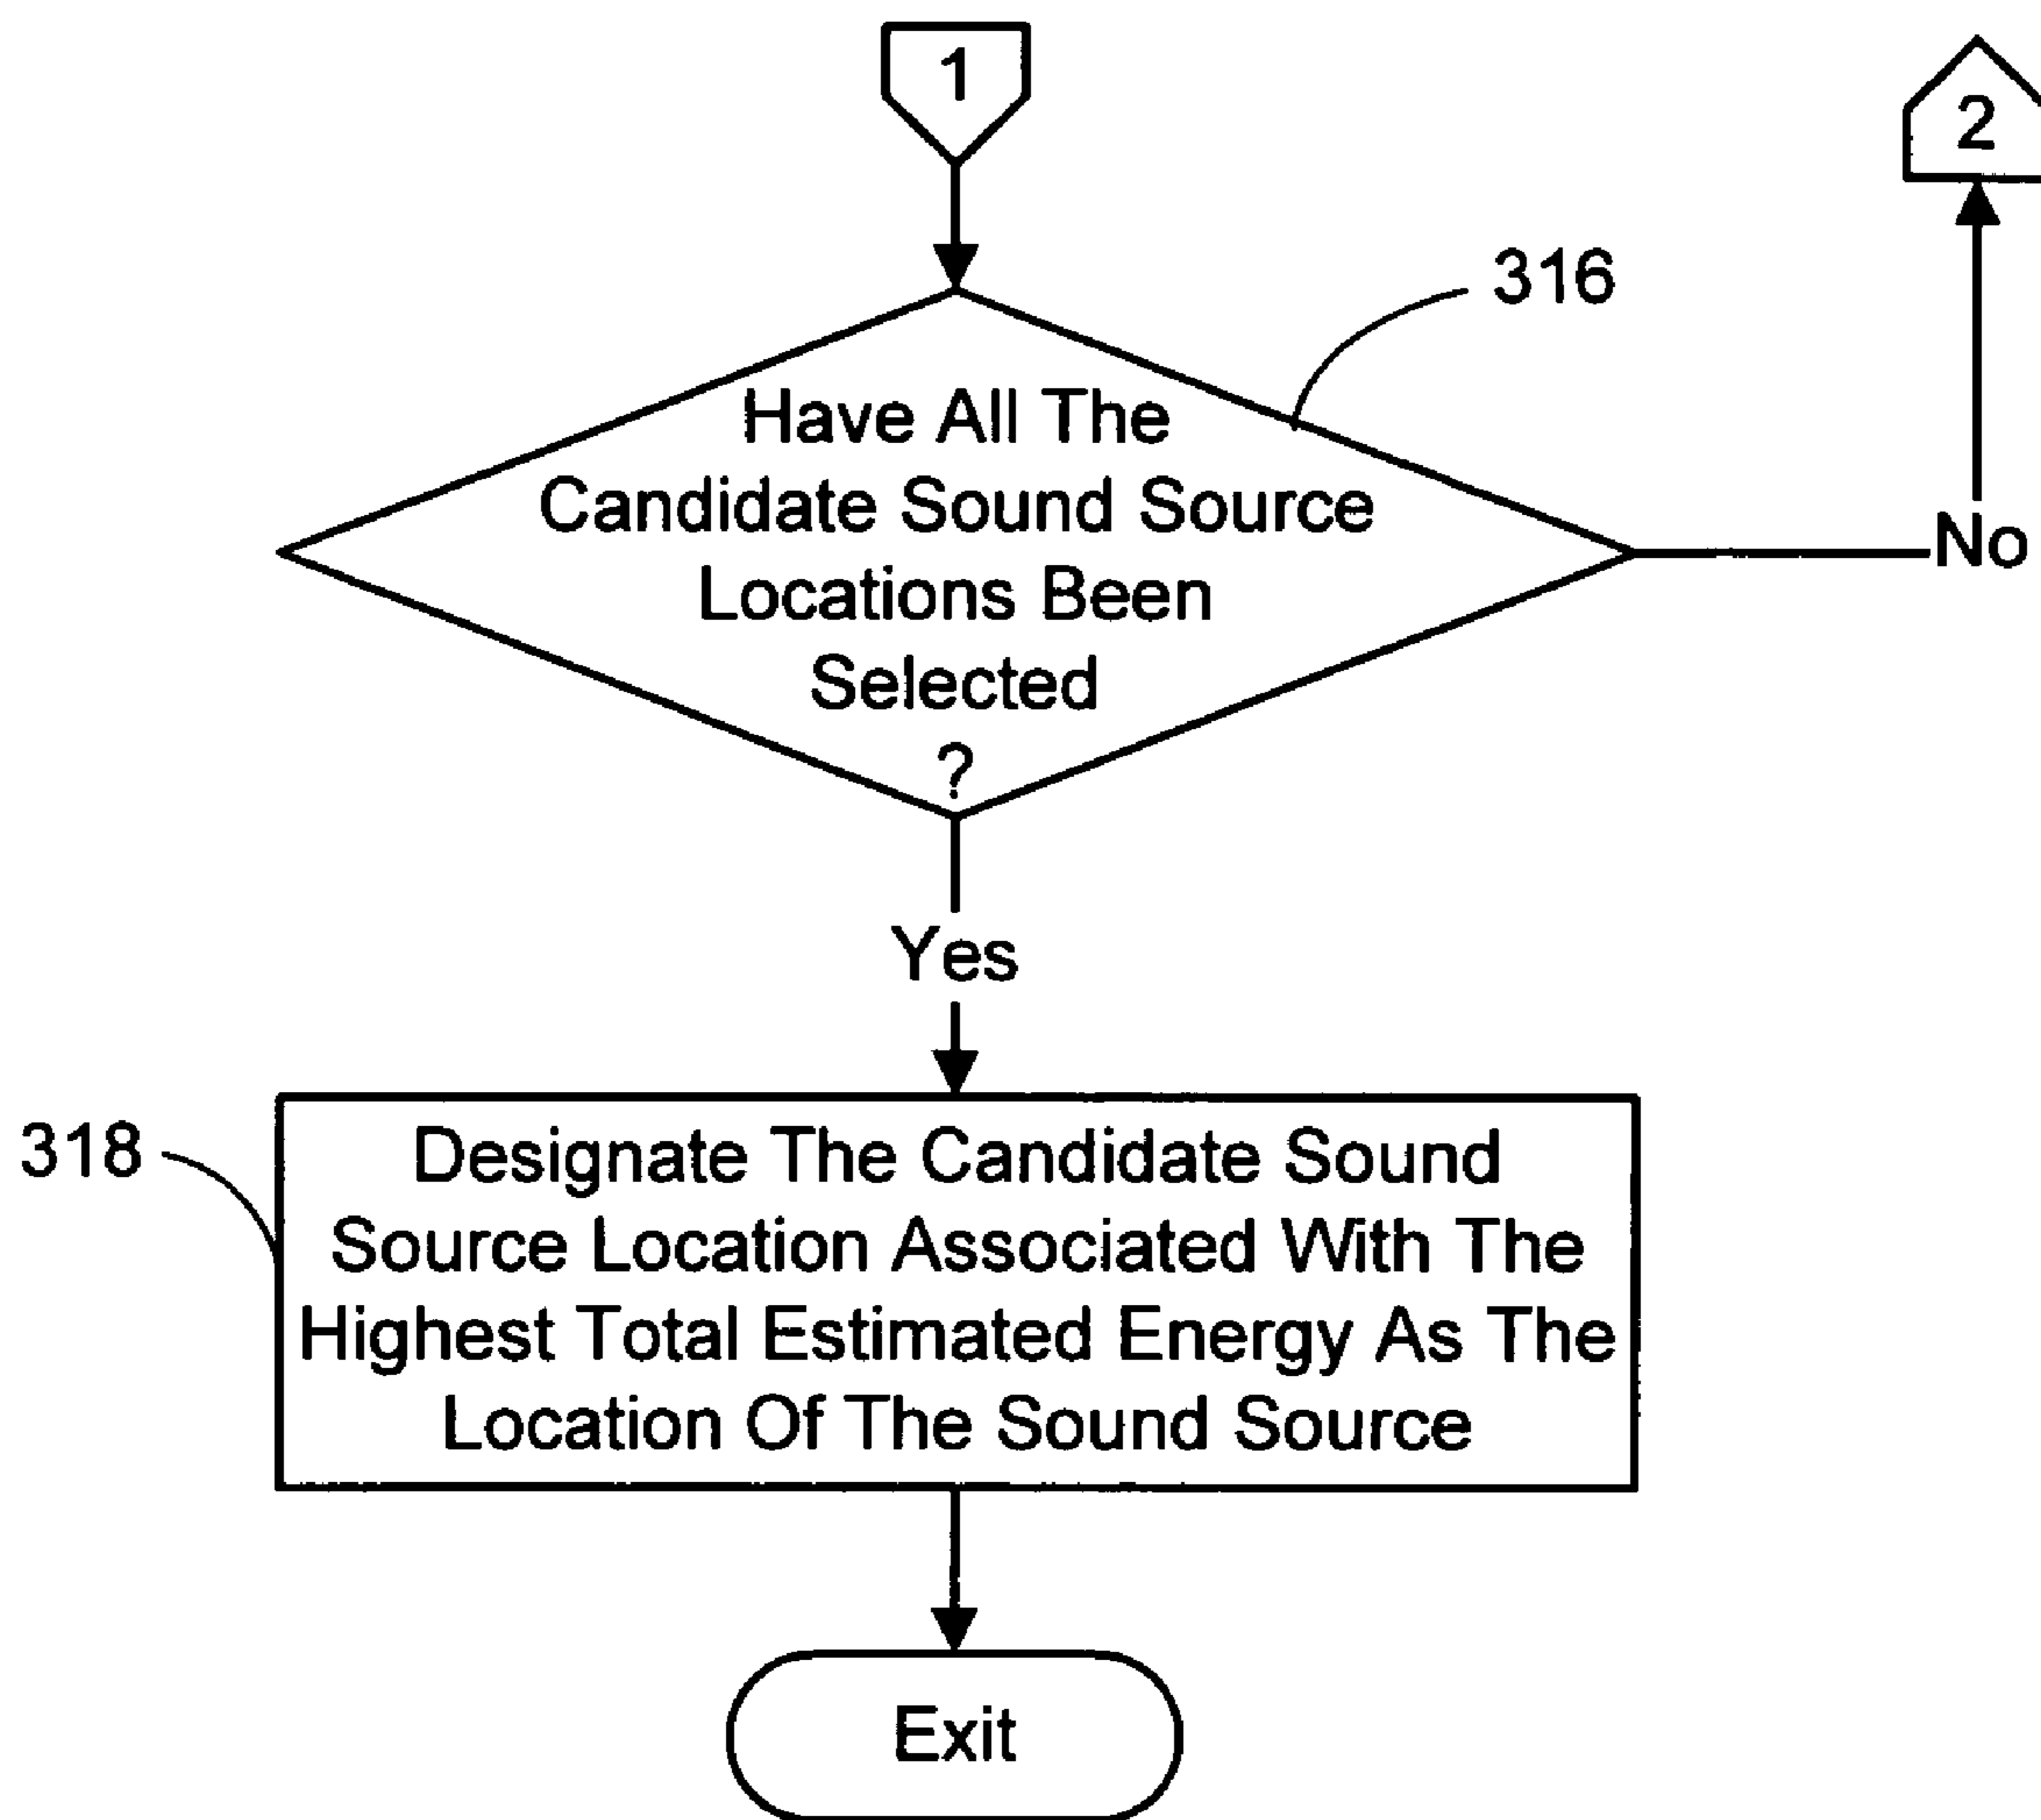 1
2
316
Have All The
Candidate Sound Source
Locations Been
Selected
?
No
Yes
318
Designate The Candidate Sound
Source Location Associated With The
Highest Total Estimated Energy As The
Location Of The Sound Source
Exit